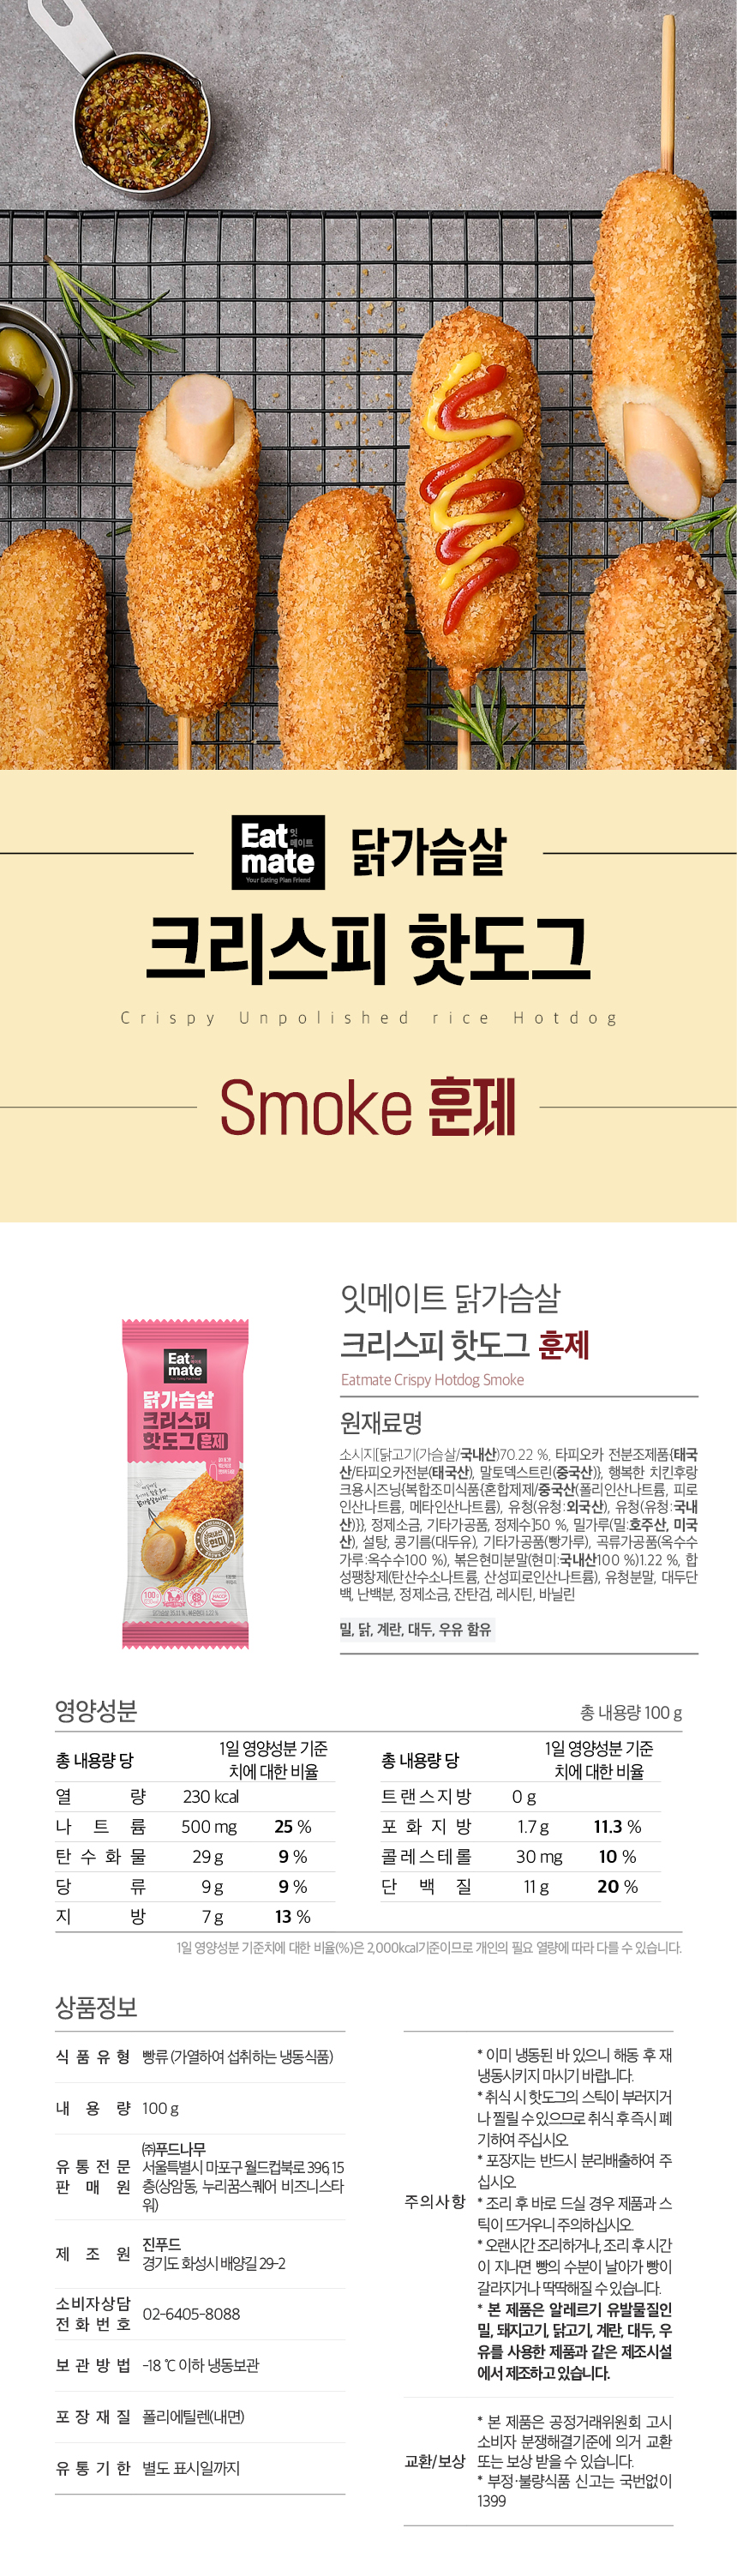 Eat 잇
메이트
mate
Your Eating Plan Friend
닭가슴살
크리스피 핫도그
Crispy Unpolished rice Hotdog
Smoke 훈제
잇메이트 닭가슴살
크리스피 핫도그 훈제
Eatmate Crispy Hotdog Smoke
Eat
mate
닭가슴살
크리스피
핫도그 훈제
국내산
현미
원재료명
소시지[닭고기(가슴살/국내산)70.22 %, 타피오카 전분조제품{태국
산/타피오카전분(태국산), 말토덱스트린(중국산)}, 행복한 치킨후랑
크용시즈닝{복합조미식품{혼합제제/중국산(폴리인산나트륨, 피로
인산나트륨, 메타인산나트륨), 유청(유청:외국산), 유청(유청:국내
산)}}, 정제소금, 기타가공품, 정제수]50 %, 밀가루(밀:호주산, 미국
산), 설탕, 콩기름(대두유), 기타가공품(빵가루), 곡류가공품(옥수수
가루:옥수수100 %), 볶은현미분말(현미:국내산100 %)1.22 %, 합
성팽창제(탄산수소나트륨, 산성피로인산나트륨), 유청분말, 대두단
백, 난백분, 정제소금, 잔탄검, 레시틴, 바닐린
밀, 닭, 계란, 대두, 우유 함유
영양성분
총 내용량 100 g
총 내용량 당 1일 영양성분 기준
치에 대한 비율
열 량 230 kcal
나 트 륨 500 mg 25 %
탄 수 화 물 29 g 9 %
당 류 9 g 9 %
지 방 7 g 13 %
총 내용량 당 1일 영양성분 기준
치에 대한 비율
트랜스지방 0 g
포 화 지 방 1.7 g 11.3 %
콜레스테롤 30 mg 10 %
단 백 질 11 g 20 %
1일 영양성분 기준치에 대한 비율(%)은 2,000kcal기준이므로 개인의 필요 열량에 따라 다를 수 있습니다.
상품정보
식 품 유 형 빵류 (가열하여 섭취하는 냉동식품)
내 용 량 100 g
유 통 전 문
판 매 원
㈜푸드나무
서울특별시 마포구 월드컵북로 396, 15
층(상암동, 누리꿈스퀘어 비즈니스타
워)
제 조 원
진푸드
경기도 화성시 배양길 29-2
소비자상담
전 화 번 호
02-6405-8088
보 관 방 법 -18 ℃ 이하 냉동보관
포 장 재 질 폴리에틸렌(내면)
유 통 기 한 별도 표시일까지
주의사항
* 이미 냉동된 바 있으니 해동 후 재
냉동시키지 마시기 바랍니다.
* 취식 시 핫도그의 스틱이 부러지거
나 찔릴 수 있으므로 취식 후 즉시 폐
기하여 주십시오.
* 포장지는 반드시 분리배출하여 주
십시오.
* 조리 후 바로 드실 경우 제품과 스
틱이 뜨거우니 주의하십시오.
* 오랜시간 조리하거나, 조리 후 시간
이 지나면 빵의 수분이 날아가 빵이
갈라지거나 딱딱해질 수 있습니다.
* 본 제품은 알레르기 유발물질인
밀, 돼지고기, 닭고기, 계란, 대두, 우
유를 사용한 제품과 같은 제조시설
에서 제조하고 있습니다.
교환/보상
* 본 제품은 공정거래위원회 고시
소비자 분쟁해결기준에 의거 교환
또는 보상 받을 수 있습니다.
* 부정·불량식품 신고는 국번없이
1399